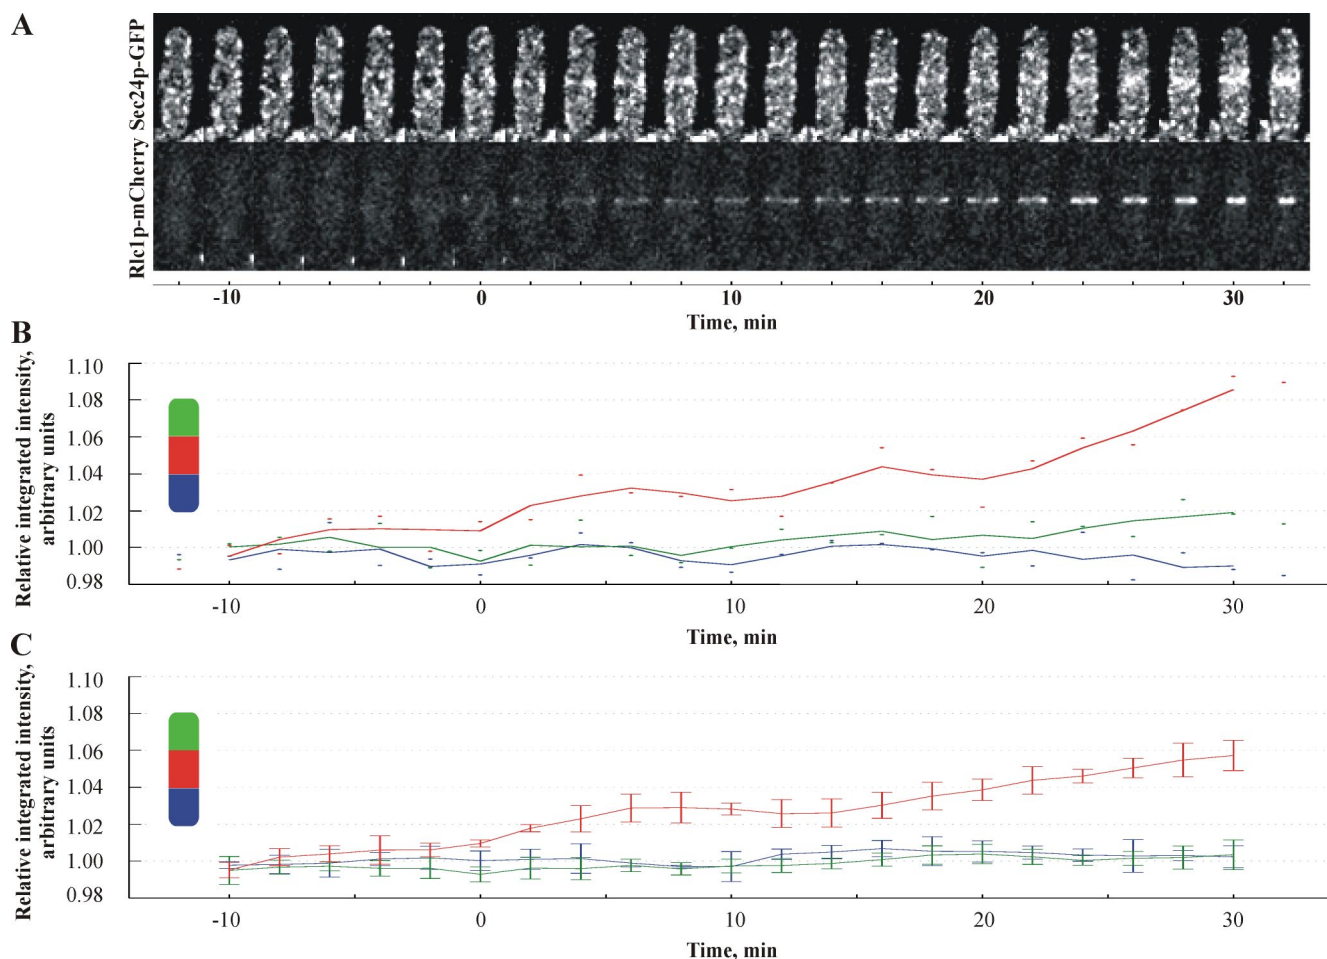 A
Sec24p-GFP
Rlc1p-mCherry
-10 0 10 20 30
Time, min
B
Relative integrated intensity,
arbitrary units
1.10
1.08
1.06
1.04
1.02
1.00
0.98
-10 0 10 20 30
Time, min
C
Relative integrated intensity,
arbitrary units
1.10
1.08
1.06
1.04
1.02
1.00
0.98
-10 0 10 20 30
Time, min